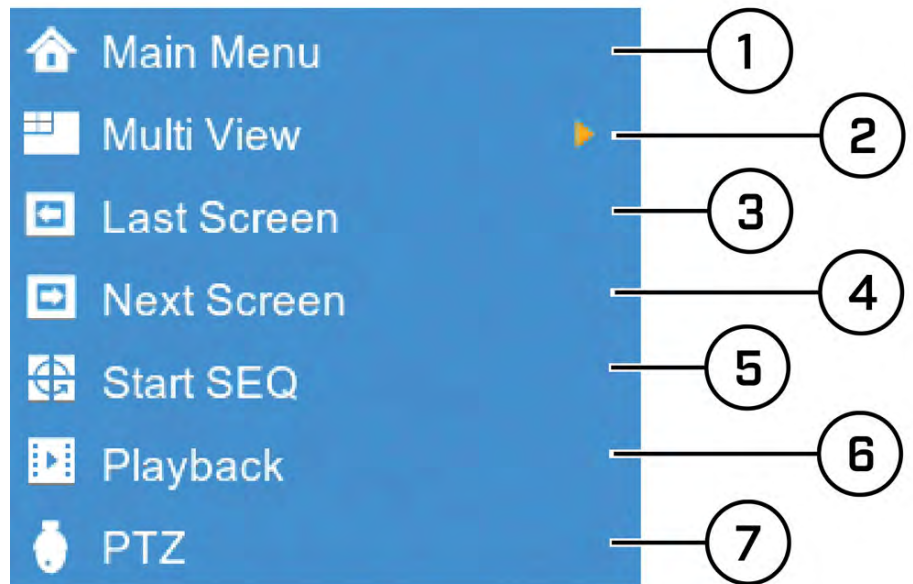 Main Menu 1
Multi View 2
Last Screen 3
Next Screen 4
Start SEQ 5
Playback 6
PTZ 7